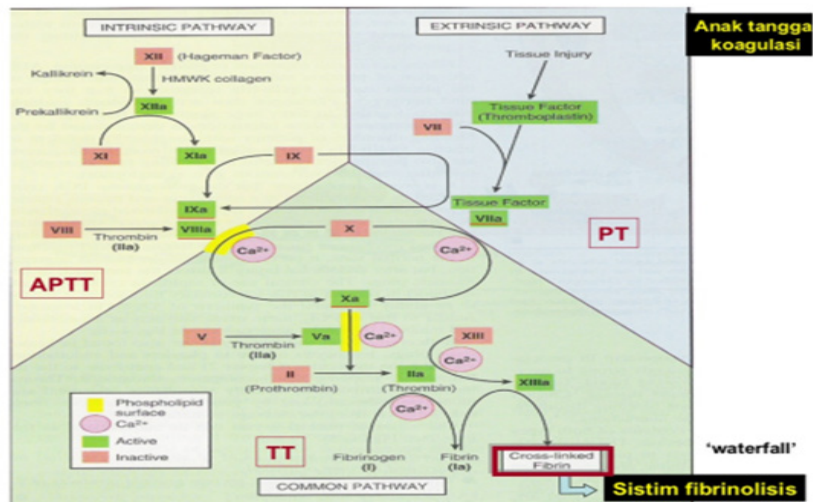 INTRINSIC PATHWAY
EXTRINSIC PATHWAY
Anak tangga
koagulasi
XII (Hageman Factor)
Kallikrein
HMWK collagen
XIIa
Prekallikrein
XI
XIa
IX
Tissue Injury
Tissue Factor
(Thromboplastin)
VII
IXa
Tissue Factor
VIIa
VIII
Thrombin
(IIa)
VIIIa
X
Ca2+
Ca2+
PT
APTT
Xa
V
Thrombin
(IIa)
Va
Ca2+
XIII
Ca2+
II
(Prothrombin)
IIa
(Thrombin)
XIIIa
Ca2+
Phospholipid
surface
Ca2+
Active
Inactive
TT
Fibrinogen
(I)
Fibrin
(Ia)
Cross-linked
Fibrin
'waterfall'
COMMON PATHWAY
Sistim fibrinolisis